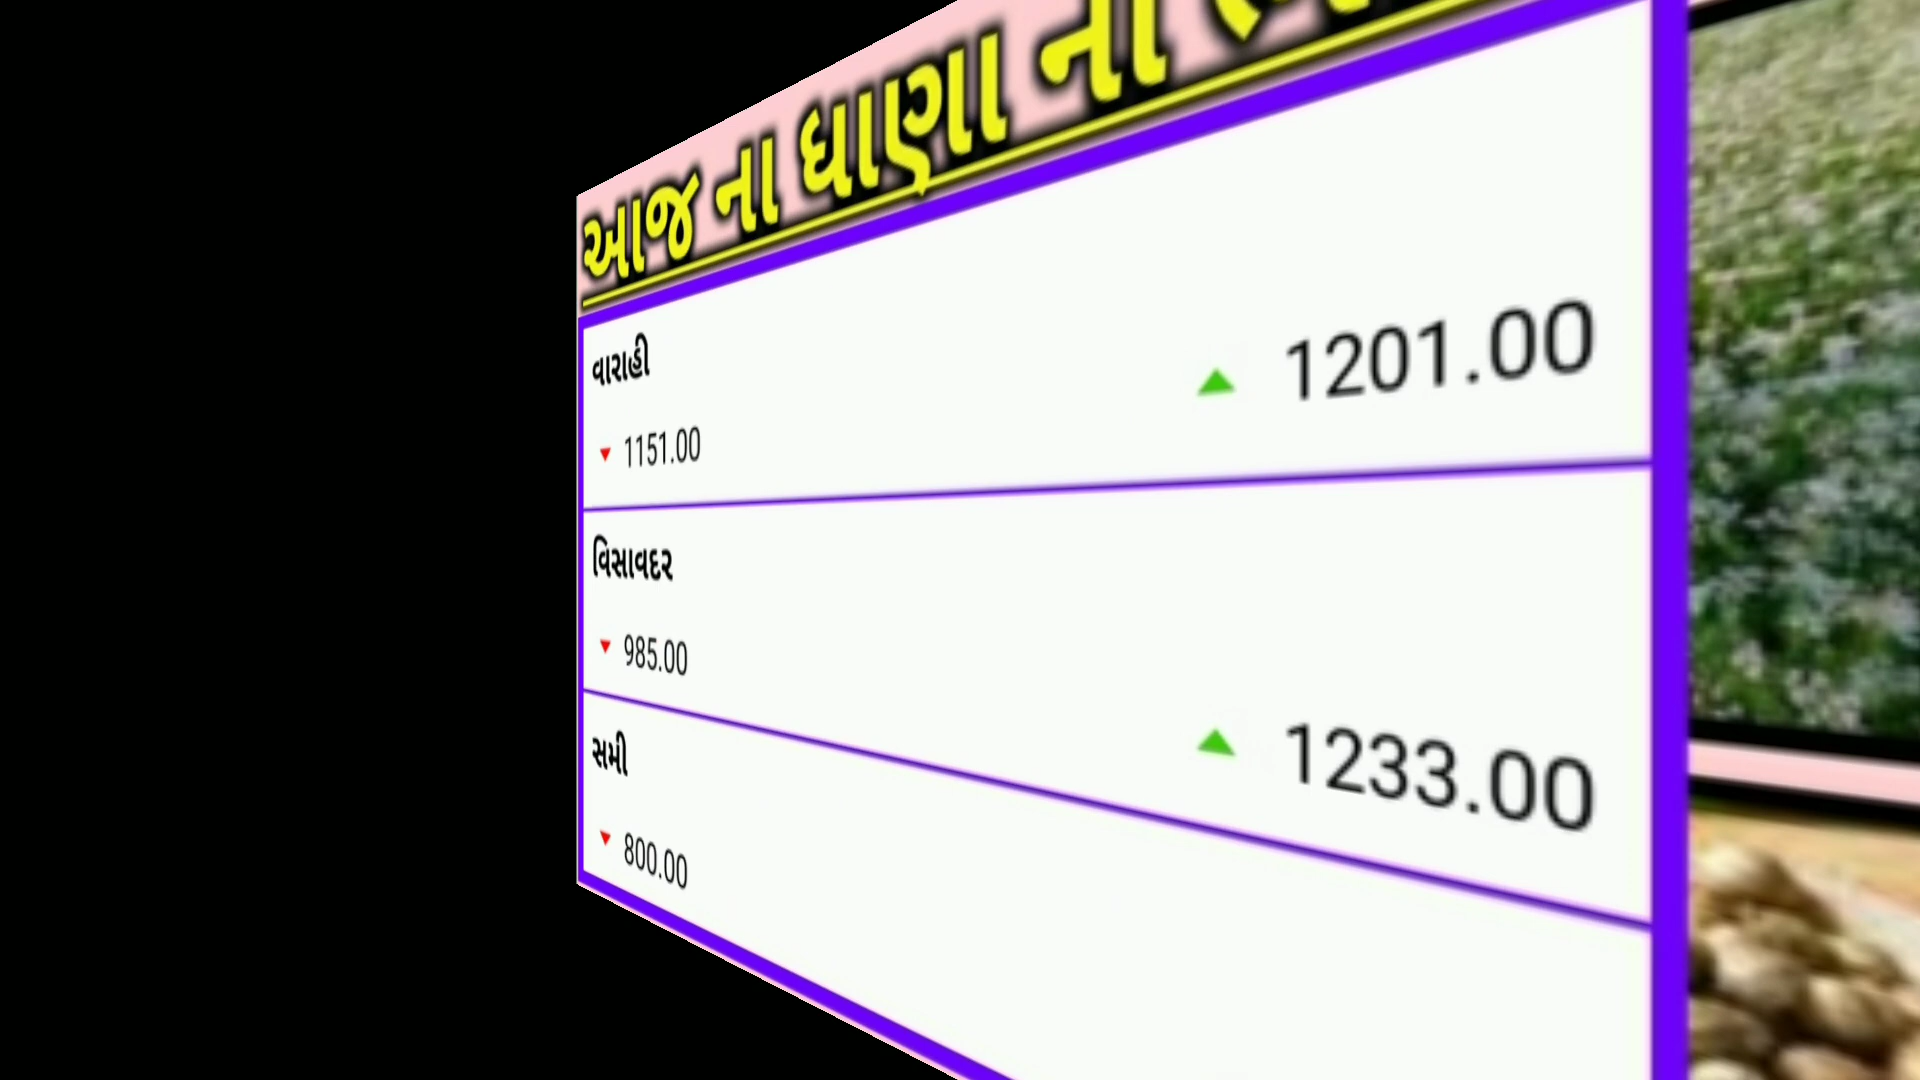 આજ ના ધાણા ના
વારાહી
▼ 1151.00 ▲ 1201.00
વિસાવદર
▼ 985.00 ▲ 1233.00
સમી
▼ 800.00